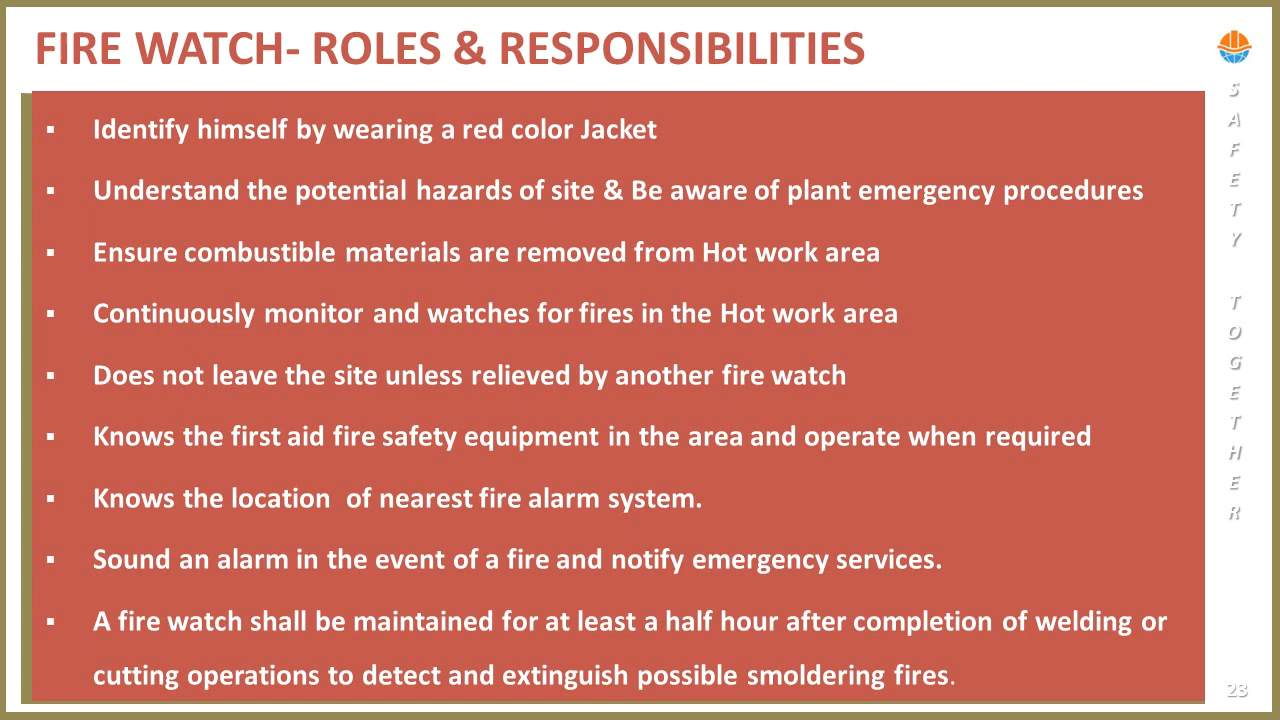 FIRE WATCH- ROLES & RESPONSIBILITIES
▪ Identify himself by wearing a red color Jacket
▪ Understand the potential hazards of site & Be aware of plant emergency procedures
▪ Ensure combustible materials are removed from Hot work area
▪ Continuously monitor and watches for fires in the Hot work area
▪ Does not leave the site unless relieved by another fire watch
▪ Knows the first aid fire safety equipment in the area and operate when required
▪ Knows the location of nearest fire alarm system.
▪ Sound an alarm in the event of a fire and notify emergency services.
▪ A fire watch shall be maintained for at least a half hour after completion of welding or
cutting operations to detect and extinguish possible smoldering fires.
SAFETY TOGETHER
23